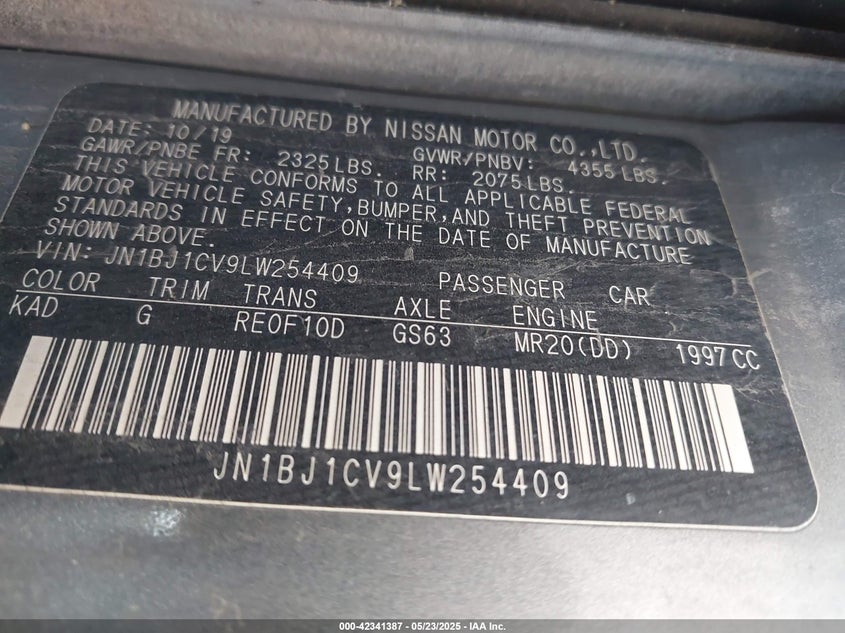 MANUFACTURED BY NISSAN MOTOR CO.,LTD.
DATE: 10/19 GVWR/PNBV: 4355 LBS.
GAWR/PNBE FR: 2325 LBS. RR: 2075 LBS.
THIS VEHICLE CONFORMS TO ALL APPLICABLE FEDERAL
MOTOR VEHICLE SAFETY, BUMPER, AND THEFT PREVENTION
STANDARDS IN EFFECT ON THE DATE OF MANUFACTURE
SHOWN ABOVE.
VIN: JN1BJ1CV9LW254409 PASSENGER CAR
COLOR TRIM TRANS AXLE ENGINE
KAD G RE0F10D GS63 MR20(DD) 1997CC
JN1BJ1CV9LW254409
000-42341387 - 05/23/2025 - IAA Inc.